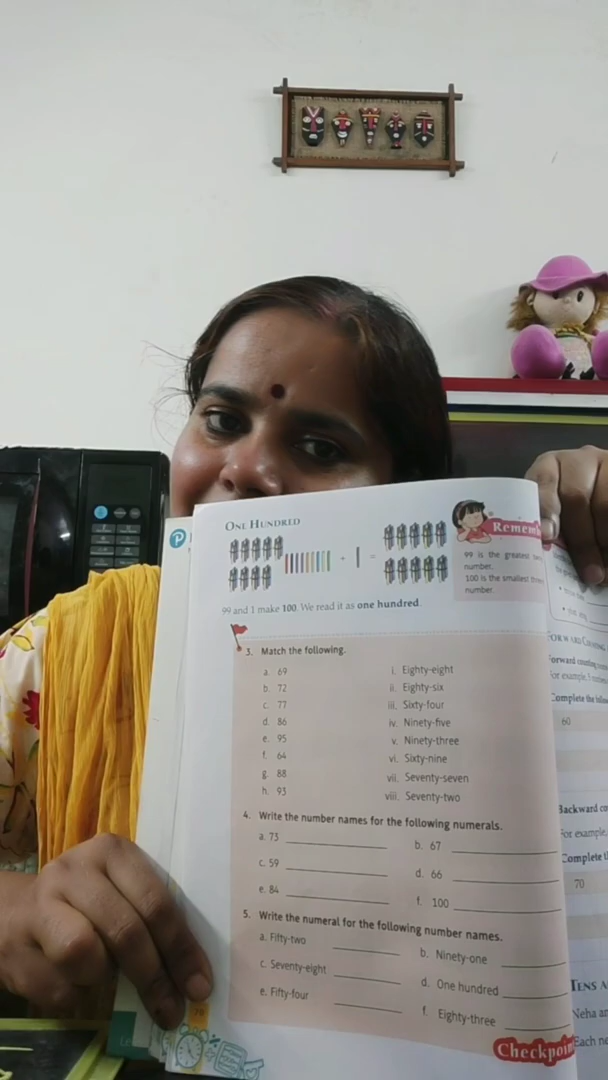 ONE HUNDRED
Remem
+ =
99 is the greatest
number.
100 is the smallest
number.
99 and 1 make 100. We read it as one hundred.
3. Match the following.
a. 69 i. Eighty-eight
b. 72 ii. Eighty-six
c. 77 iii. Sixty-four
d. 86 iv. Ninety-five
e. 95 v. Ninety-three
f. 64 vi. Sixty-nine
g. 88 vii. Seventy-seven
h. 93 viii. Seventy-two
4. Write the number names for the following numerals.
a. 73 b. 67
c. 59 d. 66
e. 84 f. 100
5. Write the numeral for the following number names.
a. Fifty-two b. Ninety-one
c. Seventy-eight d. One hundred
e. Fifty-four f. Eighty-three
Checkpoin
70
P
Forward counting
For example,
Complete the
60
Backward co
For example,
Complete t
70
TENS A
Neha an
Each ne